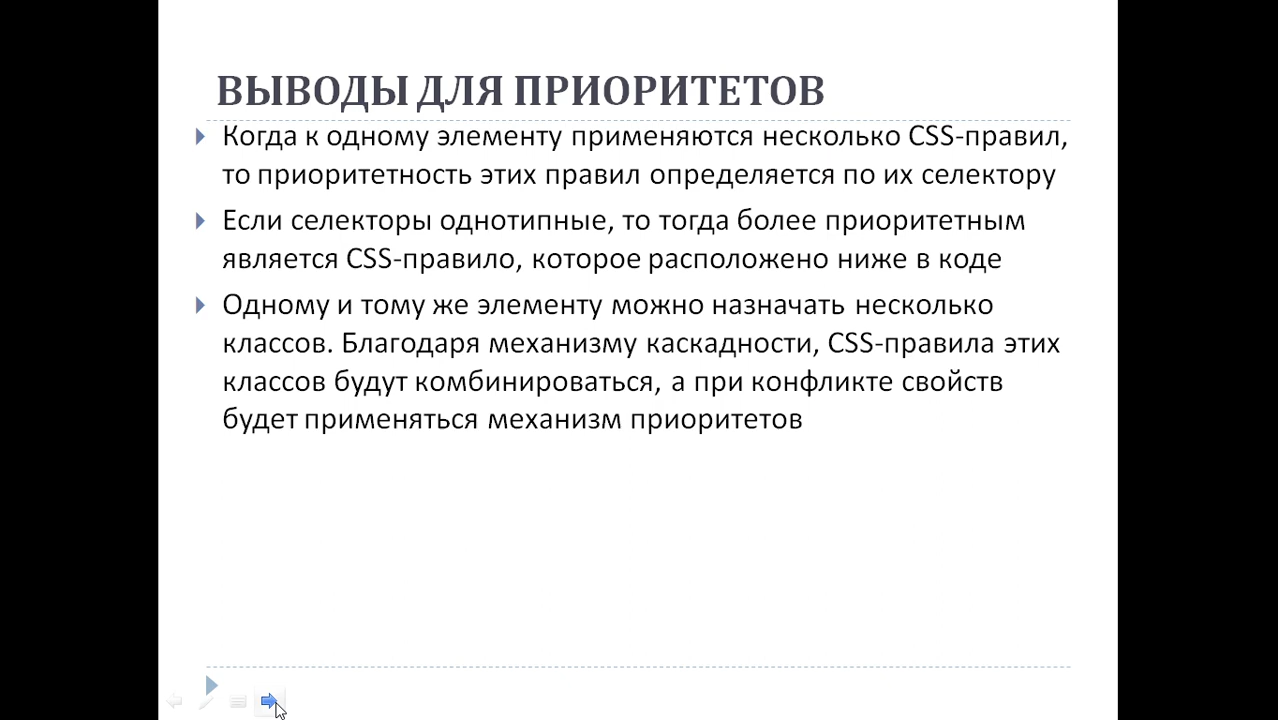 ВЫВОДЫ ДЛЯ ПРИОРИТЕТОВ
Когда к одному элементу применяются несколько CSS-правил,
то приоритетность этих правил определяется по их селектору
Если селекторы однотипные, то тогда более приоритетным
является CSS-правило, которое расположено ниже в коде
Одному и тому же элементу можно назначать несколько
классов. Благодаря механизму каскадности, CSS-правила этих
классов будут комбинироваться, а при конфликте свойств
будет применяться механизм приоритетов